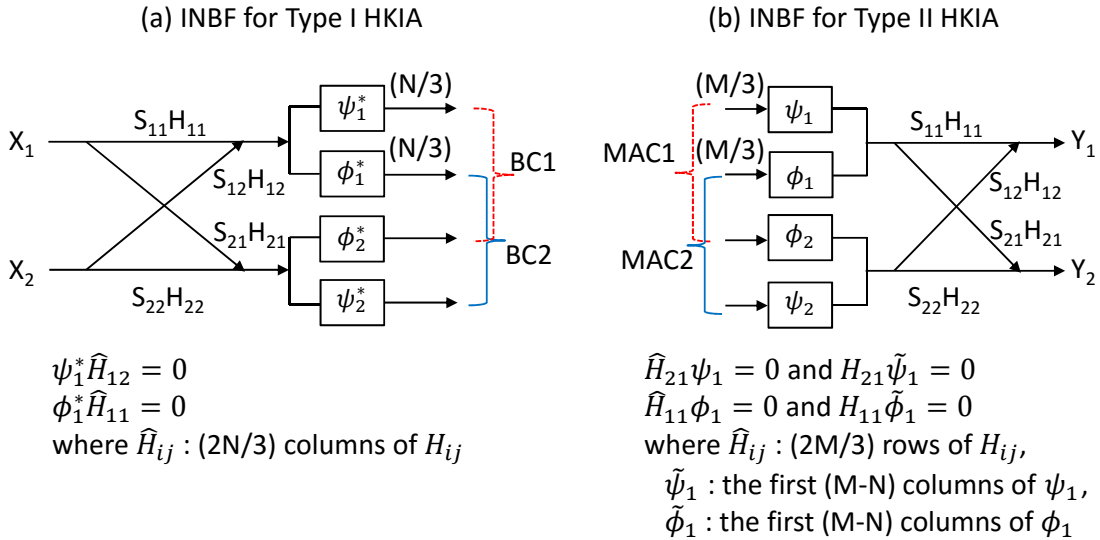 (a) INBF for Type I HKIA
(b) INBF for Type II HKIA
X₁
X₂
S₁₁H₁₁
S₁₂H₁₂
S₂₁H₂₁
S₂₂H₂₂
ψ₁*
ϕ₁*
ϕ₂*
ψ₂*
(N/3)
(N/3)
BC1
BC2
ψ₁*Ĥ₁₂ = 0
ϕ₁*Ĥ₁₁ = 0
where Ĥᵢⱼ : (2N/3) columns of Hᵢⱼ
(M/3)
(M/3)
MAC1
MAC2
ψ₁
ϕ₁
ϕ₂
ψ₂
S₁₁H₁₁
S₁₂H₁₂
S₂₁H₂₁
S₂₂H₂₂
Y₁
Y₂
Ĥ₂₁ψ₁ = 0 and H₂₁ψ̃₁ = 0
Ĥ₁₁ϕ₁ = 0 and H₁₁ϕ̃₁ = 0
where Ĥᵢⱼ : (2M/3) rows of Hᵢⱼ,
ψ̃₁ : the first (M-N) columns of ψ₁,
ϕ̃₁ : the first (M-N) columns of ϕ₁